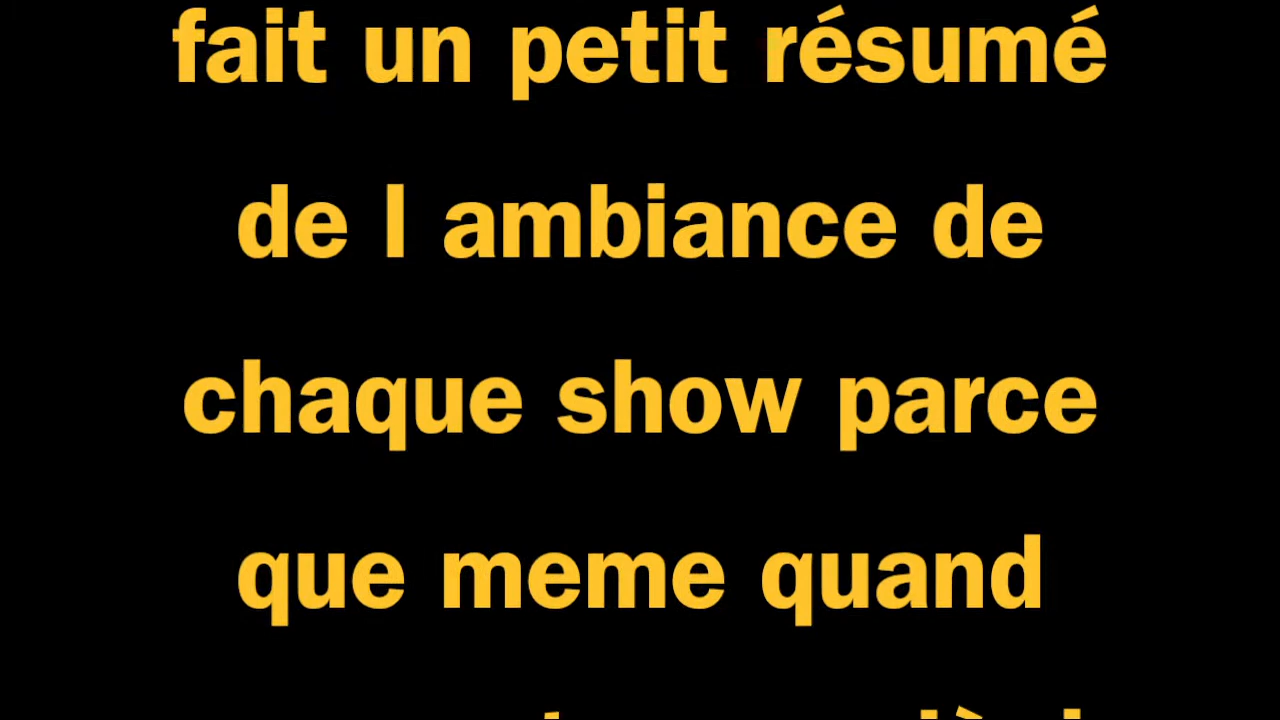 fait un petit résumé
de l ambiance de
chaque show parce
que meme quand